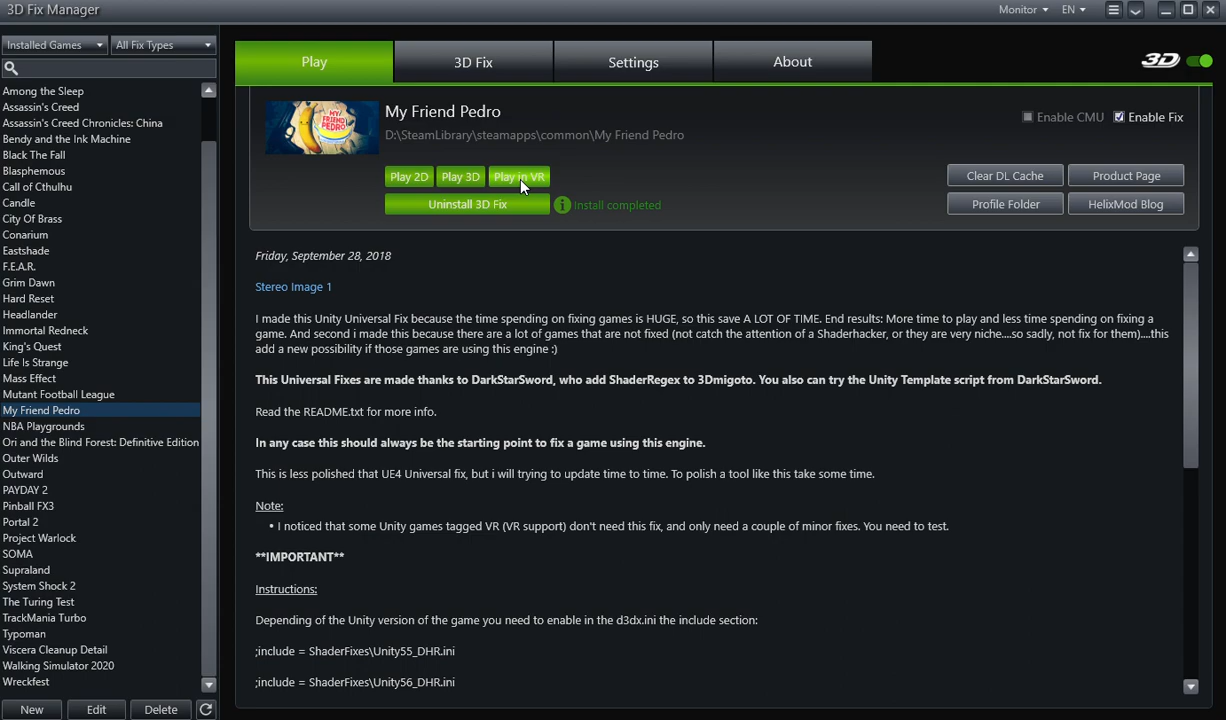 3D Fix Manager
Monitor
EN
Installed Games
All Fix Types
Play
3D Fix
Settings
About
3D
Among the Sleep
Assassin's Creed
Assassin's Creed Chronicles: China
Bendy and the Ink Machine
Black The Fall
Blasphemous
Call of Cthulhu
Candle
City Of Brass
Conarium
Eastshade
F.E.A.R.
Grim Dawn
Hard Reset
Headlander
Immortal Redneck
King's Quest
Life Is Strange
Mass Effect
Mutant Football League
My Friend Pedro
NBA Playgrounds
Ori and the Blind Forest: Definitive Edition
Outer Wilds
Outward
PAYDAY 2
Pinball FX3
Portal 2
Project Warlock
SOMA
Supraland
System Shock 2
The Turing Test
TrackMania Turbo
Typoman
Viscera Cleanup Detail
Walking Simulator 2020
Wreckfest
New
Edit
Delete
MY FRIEND PEDRO
My Friend Pedro
D:\SteamLibrary\steamapps\common\My Friend Pedro
Enable CMU
Enable Fix
Play 2D
Play 3D
Play in VR
Uninstall 3D Fix
Install completed
Clear DL Cache
Product Page
Profile Folder
HelixMod Blog
Friday, September 28, 2018
Stereo Image 1
I made this Unity Universal Fix because the time spending on fixing games is HUGE, so this save A LOT OF TIME. End results: More time to play and less time spending on fixing a
game. And second i made this because there are a lot of games that are not fixed (not catch the attention of a Shaderhacker, or they are very niche....so sadly, not fix for them)....this
add a new possibility if those games are using this engine :)
This Universal Fixes are made thanks to DarkStarSword, who add ShaderRegex to 3Dmigoto. You also can try the Unity Template script from DarkStarSword.
Read the README.txt for more info.
In any case this should always be the starting point to fix a game using this engine.
This is less polished that UE4 Universal fix, but i will trying to update time to time. To polish a tool like this take some time.
Note:
• I noticed that some Unity games tagged VR (VR support) don't need this fix, and only need a couple of minor fixes. You need to test.
**IMPORTANT**
Instructions:
Depending of the Unity version of the game you need to enable in the d3dx.ini the include section:
;include = ShaderFixes\Unity55_DHR.ini
;include = ShaderFixes\Unity56_DHR.ini